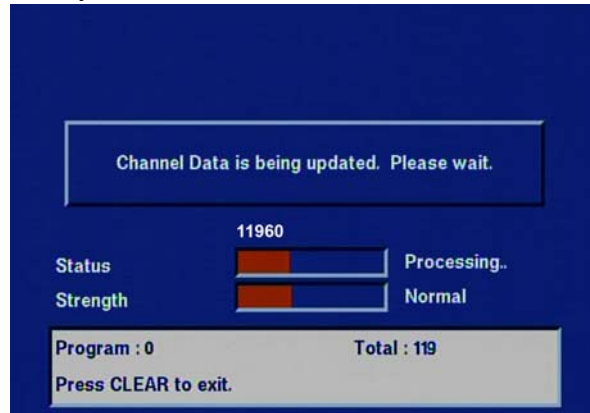 Channel Data is being updated. Please wait.
11960
Status Processing..
Strength Normal
Program : 0 Total : 119
Press CLEAR to exit.